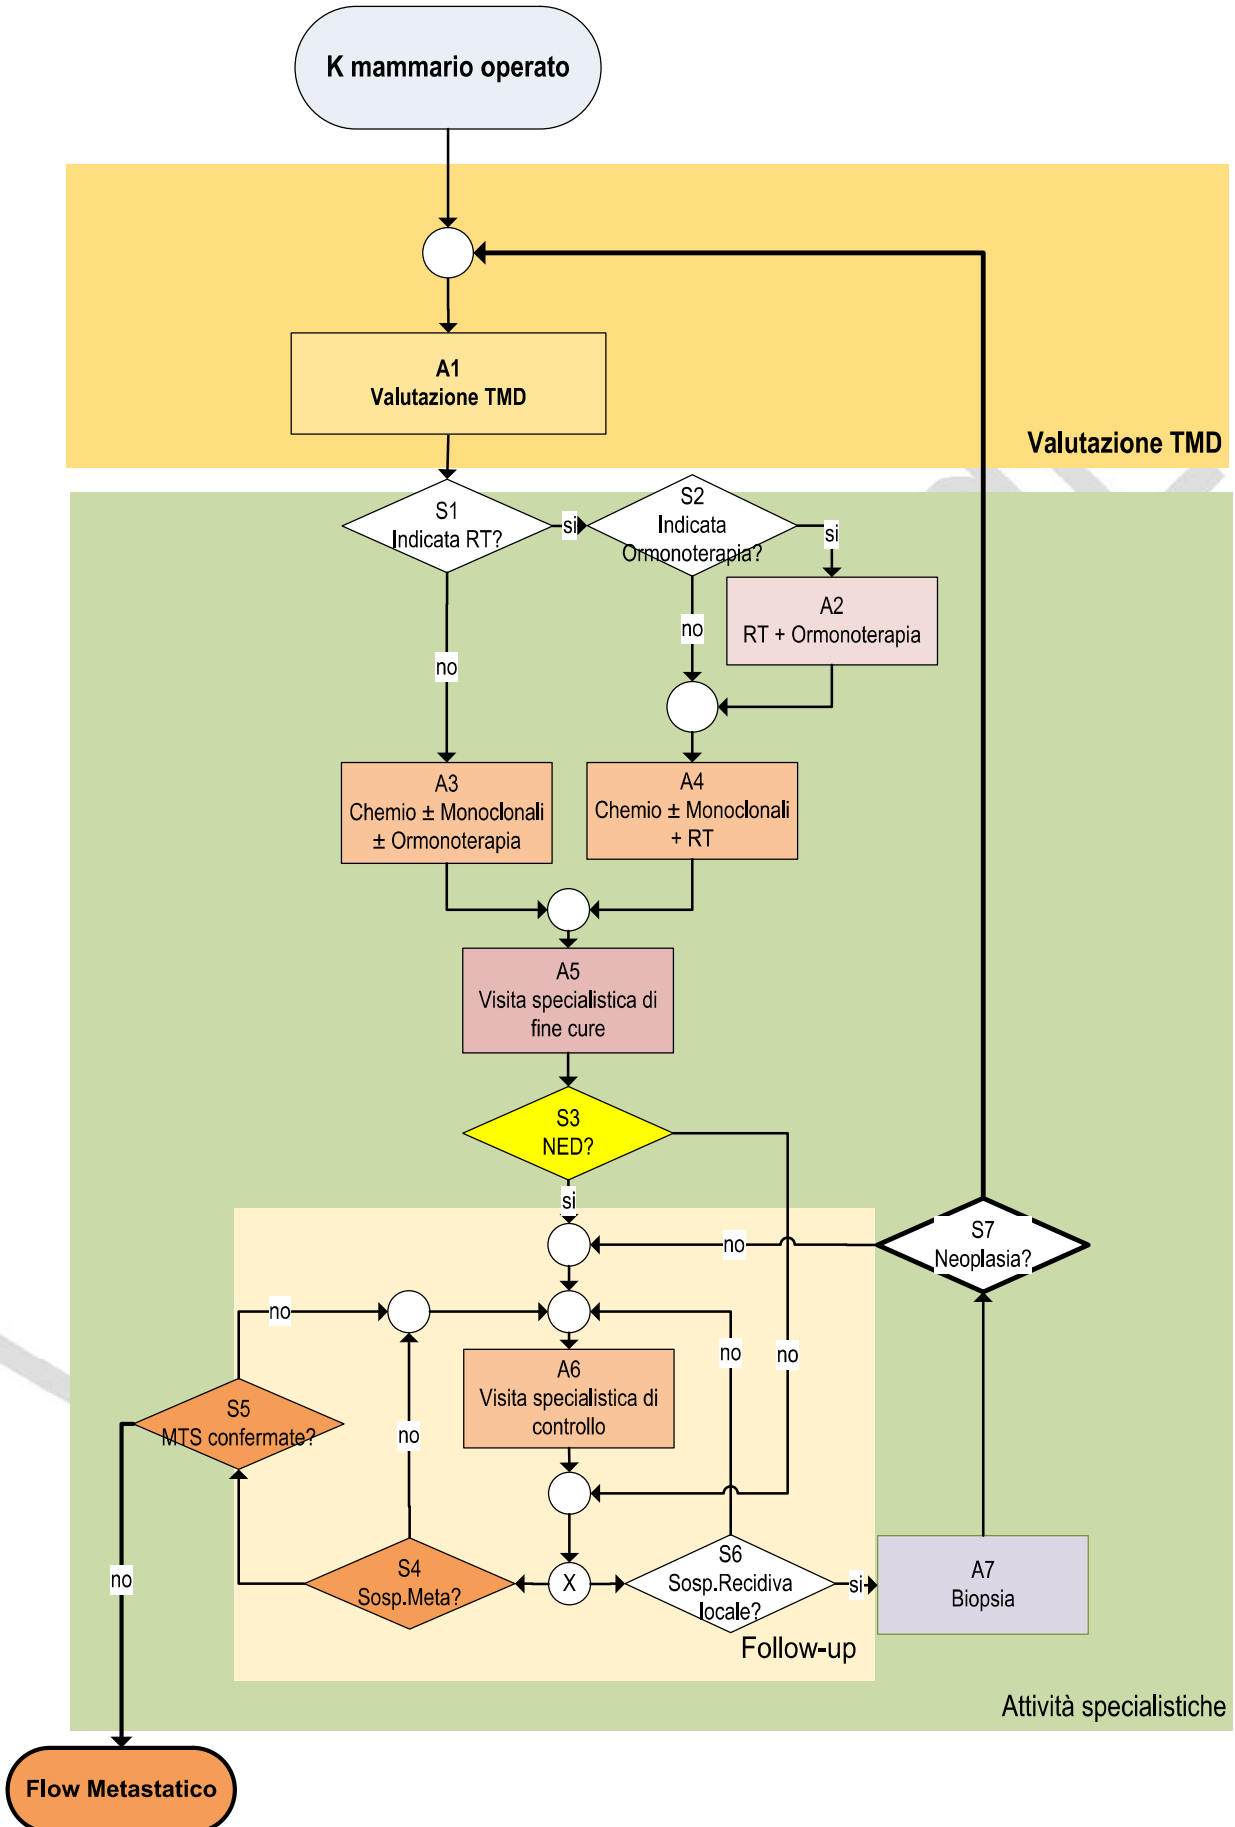 K mammario operato
A1
Valutazione TMD
Valutazione TMD
S1
Indicata RT?
si
S2
Indicata
Ormonoterapia?
si
no
A2
RT + Ormonoterapia
no
A3
Chemio ± Monoclonali
± Ormonoterapia
A4
Chemio ± Monoclonali
+ RT
A5
Visita specialistica di
fine cure
S3
NED?
si
no
S7
Neoplasia?
no
no
no
A6
Visita specialistica di
controllo
S5
MTS confermate?
no
no
S4
Sosp.Meta?
X
S6
Sosp.Recidiva
locale?
si
A7
Biopsia
Follow-up
Attività specialistiche
Flow Metastatico